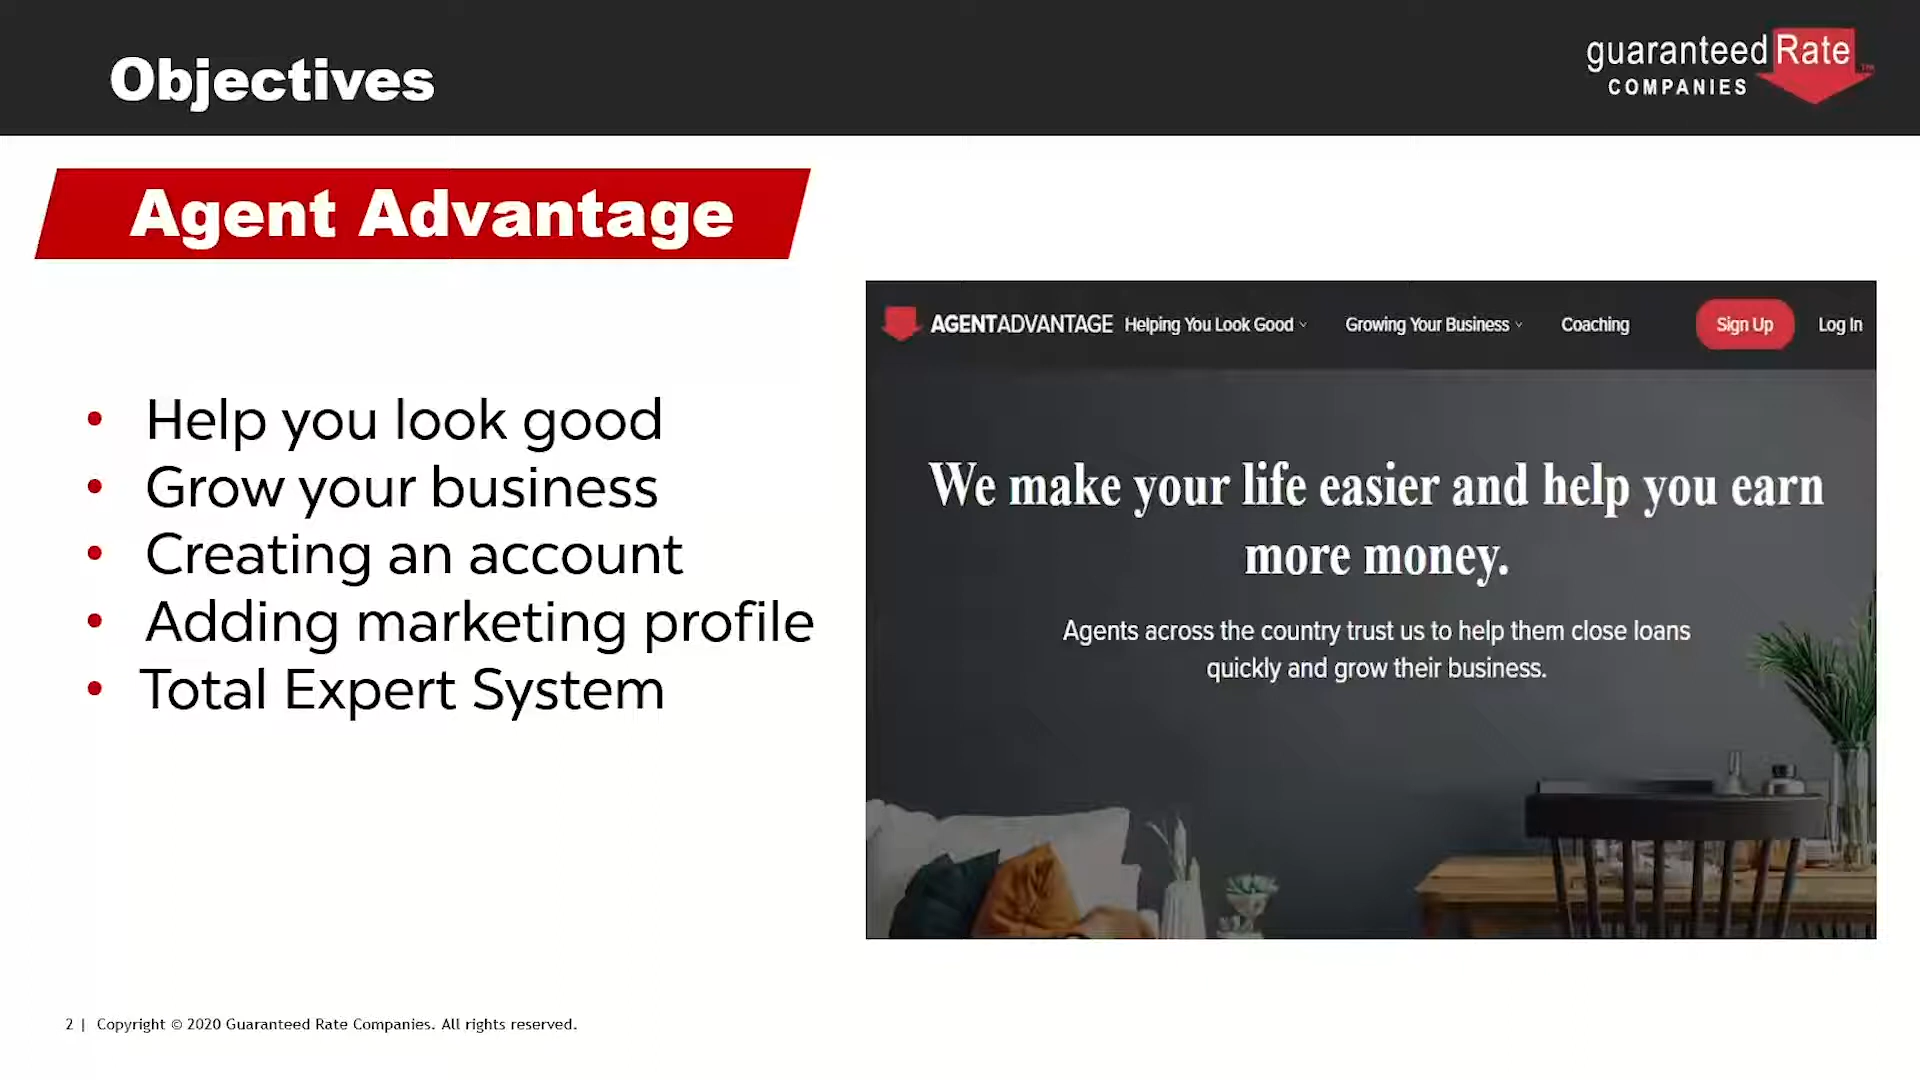 Objectives
guaranteed Rate™
COMPANIES
Agent Advantage
• Help you look good
• Grow your business
• Creating an account
• Adding marketing profile
• Total Expert System
AGENTADVANTAGE Helping You Look Good Growing Your Business Coaching Sign Up Log In
We make your life easier and help you earn
more money.
Agents across the country trust us to help them close loans
quickly and grow their business.
2 | Copyright © 2020 Guaranteed Rate Companies. All rights reserved.